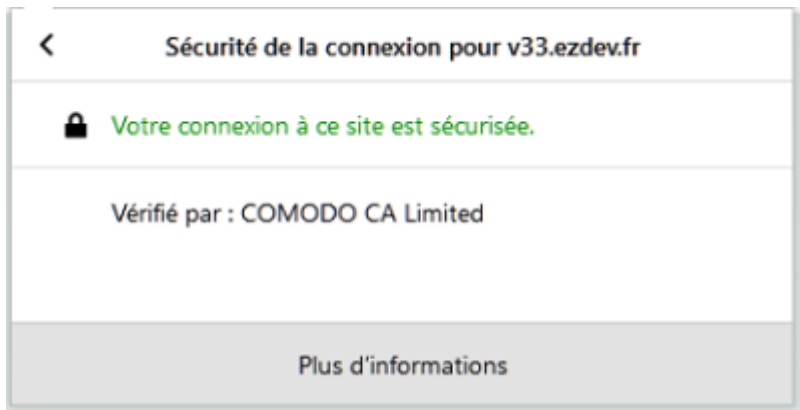 Sécurité de la connexion pour v33.ezdev.fr
Votre connexion à ce site est sécurisée.
Vérifié par : COMODO CA Limited
Plus d'informations